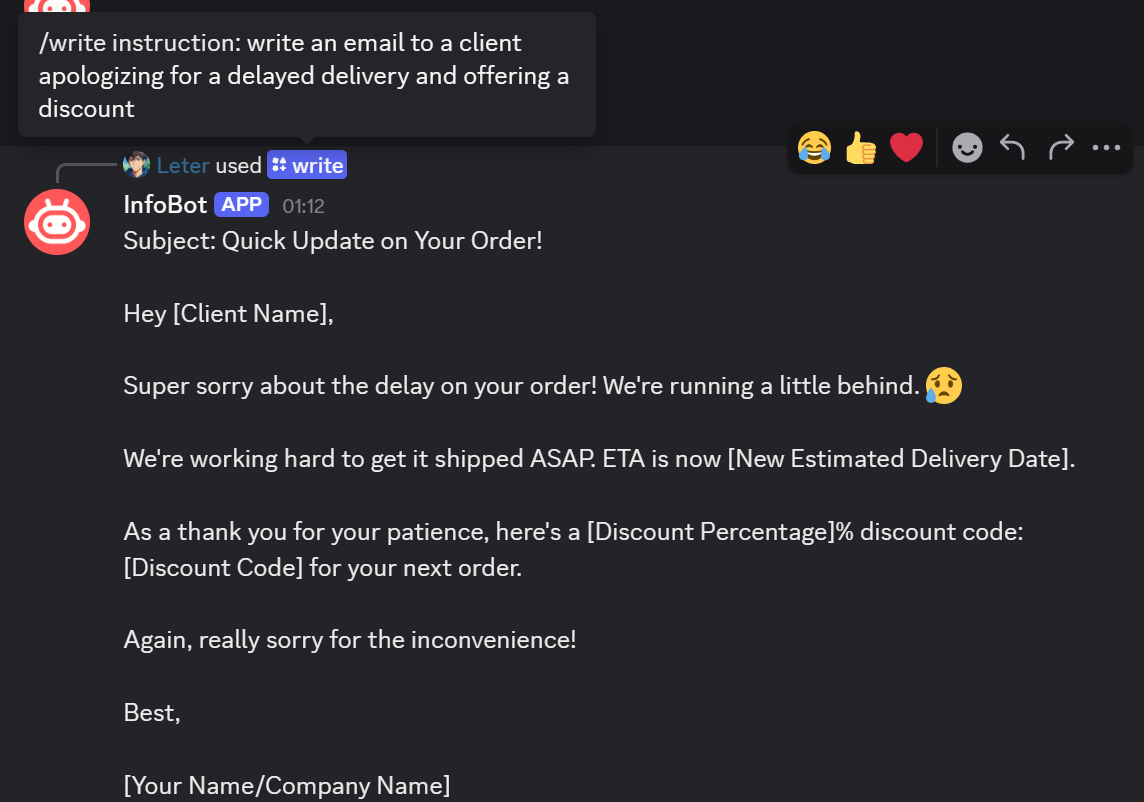 /write instruction: write an email to a client
apologizing for a delayed delivery and offering a
discount
Leter used write
InfoBot APP 01:12
Subject: Quick Update on Your Order!
Hey [Client Name],
Super sorry about the delay on your order! We're running a little behind. 😥
We're working hard to get it shipped ASAP. ETA is now [New Estimated Delivery Date].
As a thank you for your patience, here's a [Discount Percentage]% discount code:
[Discount Code] for your next order.
Again, really sorry for the inconvenience!
Best,
[Your Name/Company Name]